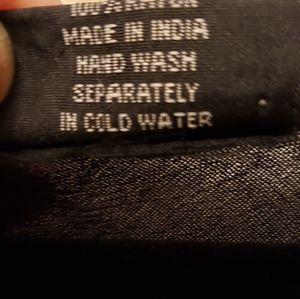 MADE IN INDIA
HAND WASH
SEPARATELY
IN COLD WATER